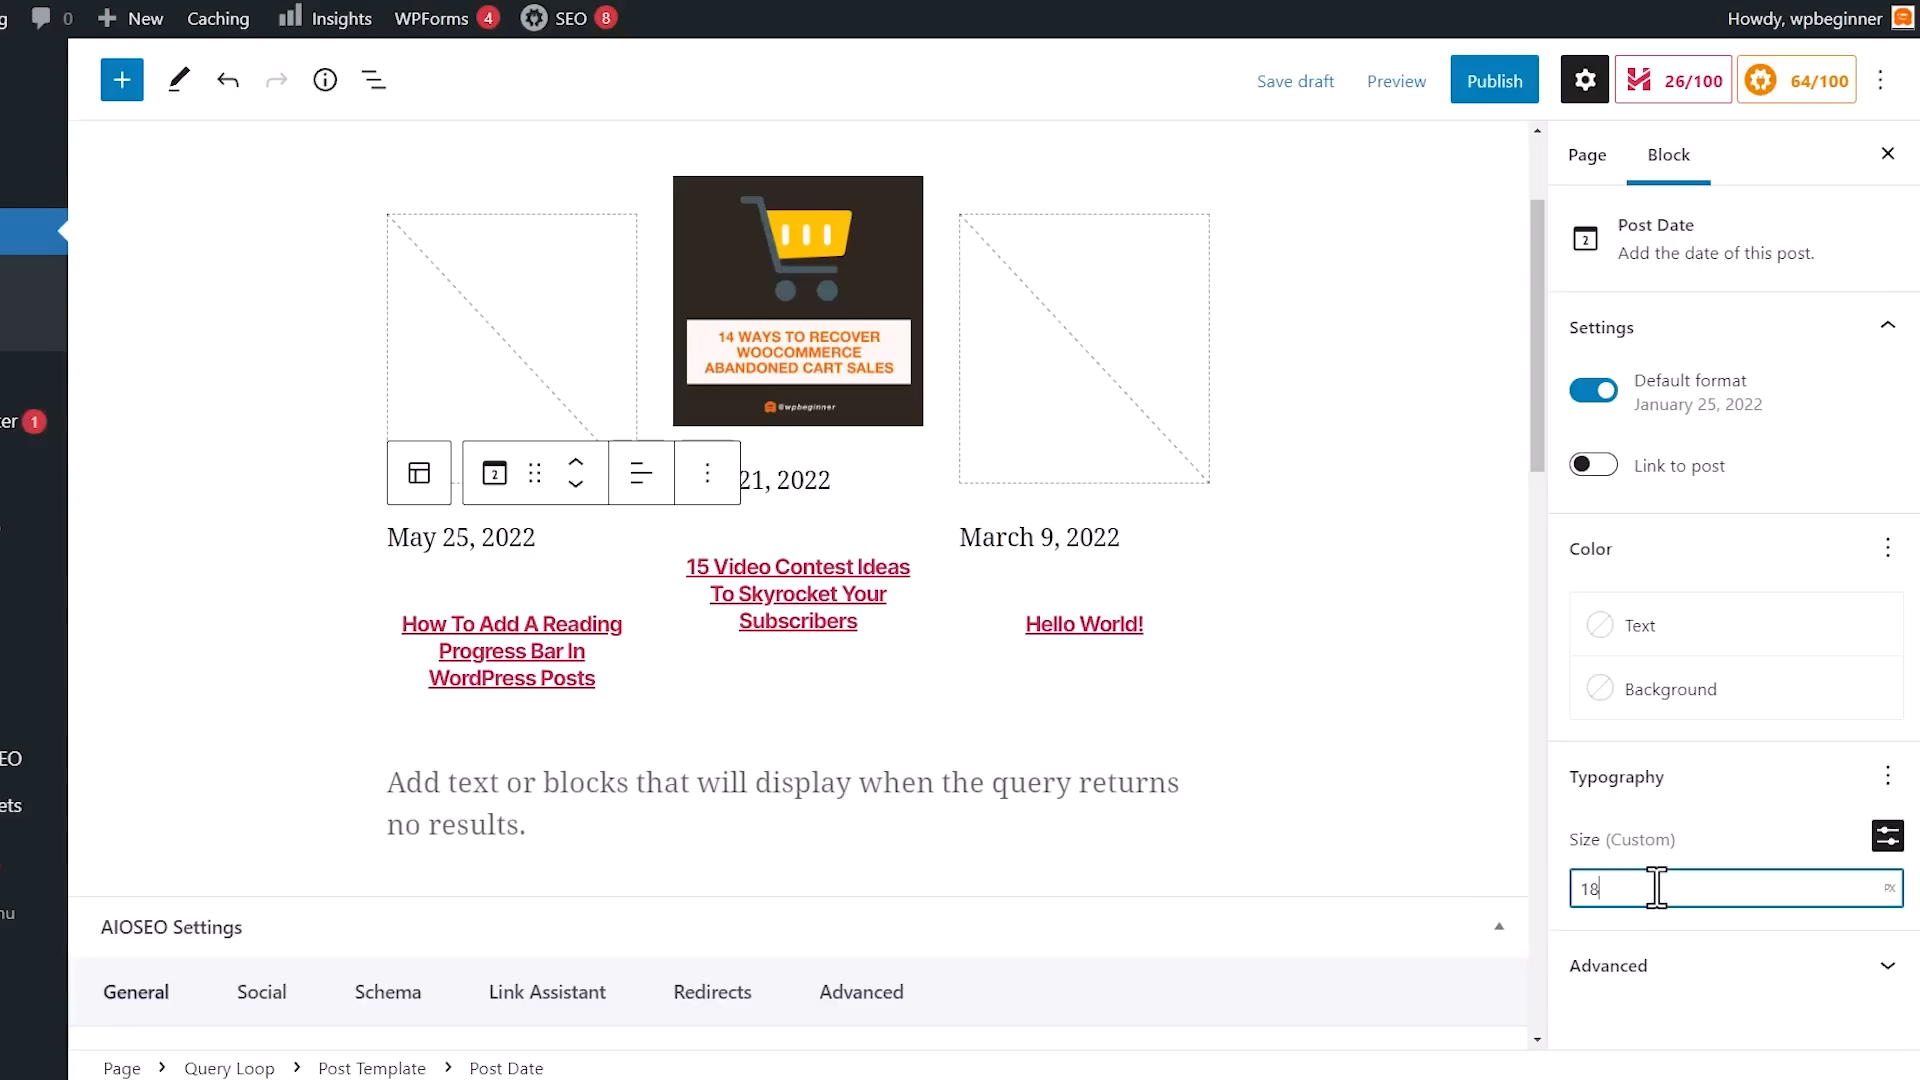 g 0 New Caching Insights WPForms 4 SEO 8 Howdy, wpbeginner
Save draft Preview Publish 26/100 64/100
er 1
EO
ets
nu
14 WAYS TO RECOVER
WOOCOMMERCE
ABANDONED CART SALES
@wpbeginner
2
21, 2022
May 25, 2022
How To Add A Reading
Progress Bar In
WordPress Posts
15 Video Contest Ideas
To Skyrocket Your
Subscribers
March 9, 2022
Hello World!
Add text or blocks that will display when the query returns
no results.
AIOSEO Settings
General Social Schema Link Assistant Redirects Advanced
Page Query Loop Post Template Post Date
Page Block
2
Post Date
Add the date of this post.
Settings
Default format
January 25, 2022
Link to post
Color
Text
Background
Typography
Size (Custom)
18 PX
Advanced